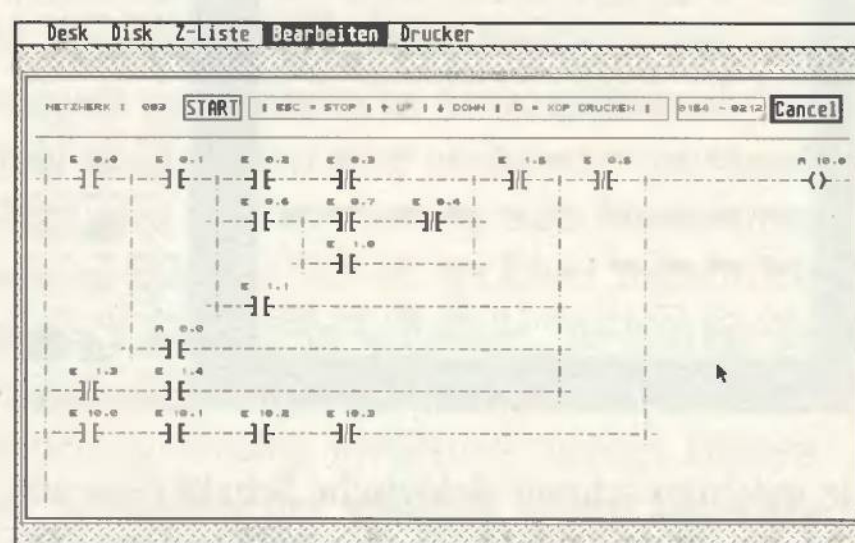 Desk Disk Z-Liste Bearbeiten Drucker
NETZWERK : 003 START : ESC = STOP : ↑ UP : ↓ DOWN : D = KOP DRUCKEN : 0184 - 0212 Cancel
E 0.0 E 0.1 E 0.2 E 0.3 E 1.5 E 0.5 A 10.0
E 0.6 E 0.7 E 0.4
E 1.0
E 1.1
A 0.0
E 1.3 E 1.4
E 10.0 E 10.1 E 10.2 E 10.3